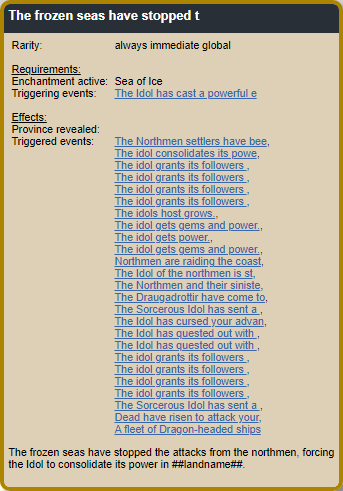 The frozen seas have stopped t
Rarity: always immediate global
Requirements:
Enchantment active: Sea of Ice
Triggering events: The Idol has cast a powerful e
Effects:
Province revealed:
Triggered events: The Northmen settlers have bee,
The idol consolidates its powe,
The idol grants its followers ,
The idol grants its followers ,
The idol grants its followers ,
The idol grants its followers ,
The idols host grows.,
The idol gets gems and power.,
The idol gets power.,
The idol gets gems and power.,
Northmen are raiding the coast,
The Idol of the northmen is st,
The Northmen and their siniste,
The Draugadrottir have come to,
The Sorcerous Idol has sent a ,
The Idol has cursed your advan,
The Idol has quested out with ,
The Idol has quested out with ,
The idol grants its followers ,
The idol grants its followers ,
The idol grants its followers ,
The idol grants its followers ,
The Sorcerous Idol has sent a ,
Dead have risen to attack your,
A fleet of Dragon-headed ships
The frozen seas have stopped the attacks from the northmen, forcing
the Idol to consolidate its power in ##landname##.